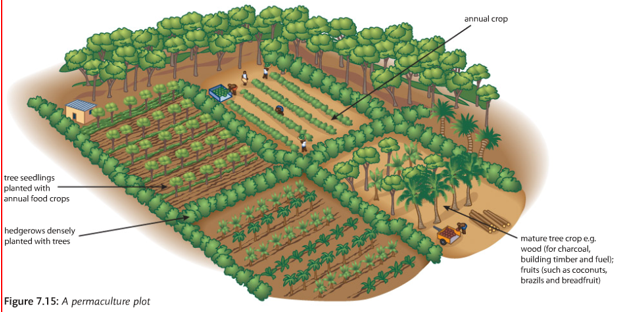 annual crop
tree seedlings
planted with
annual food crops
hedgerows densely
planted with trees
mature tree crop e.g.
wood (for charcoal,
building timber and fuel);
fruits (such as coconuts,
brazils and breadfruit)
Figure 7.15: A permaculture plot